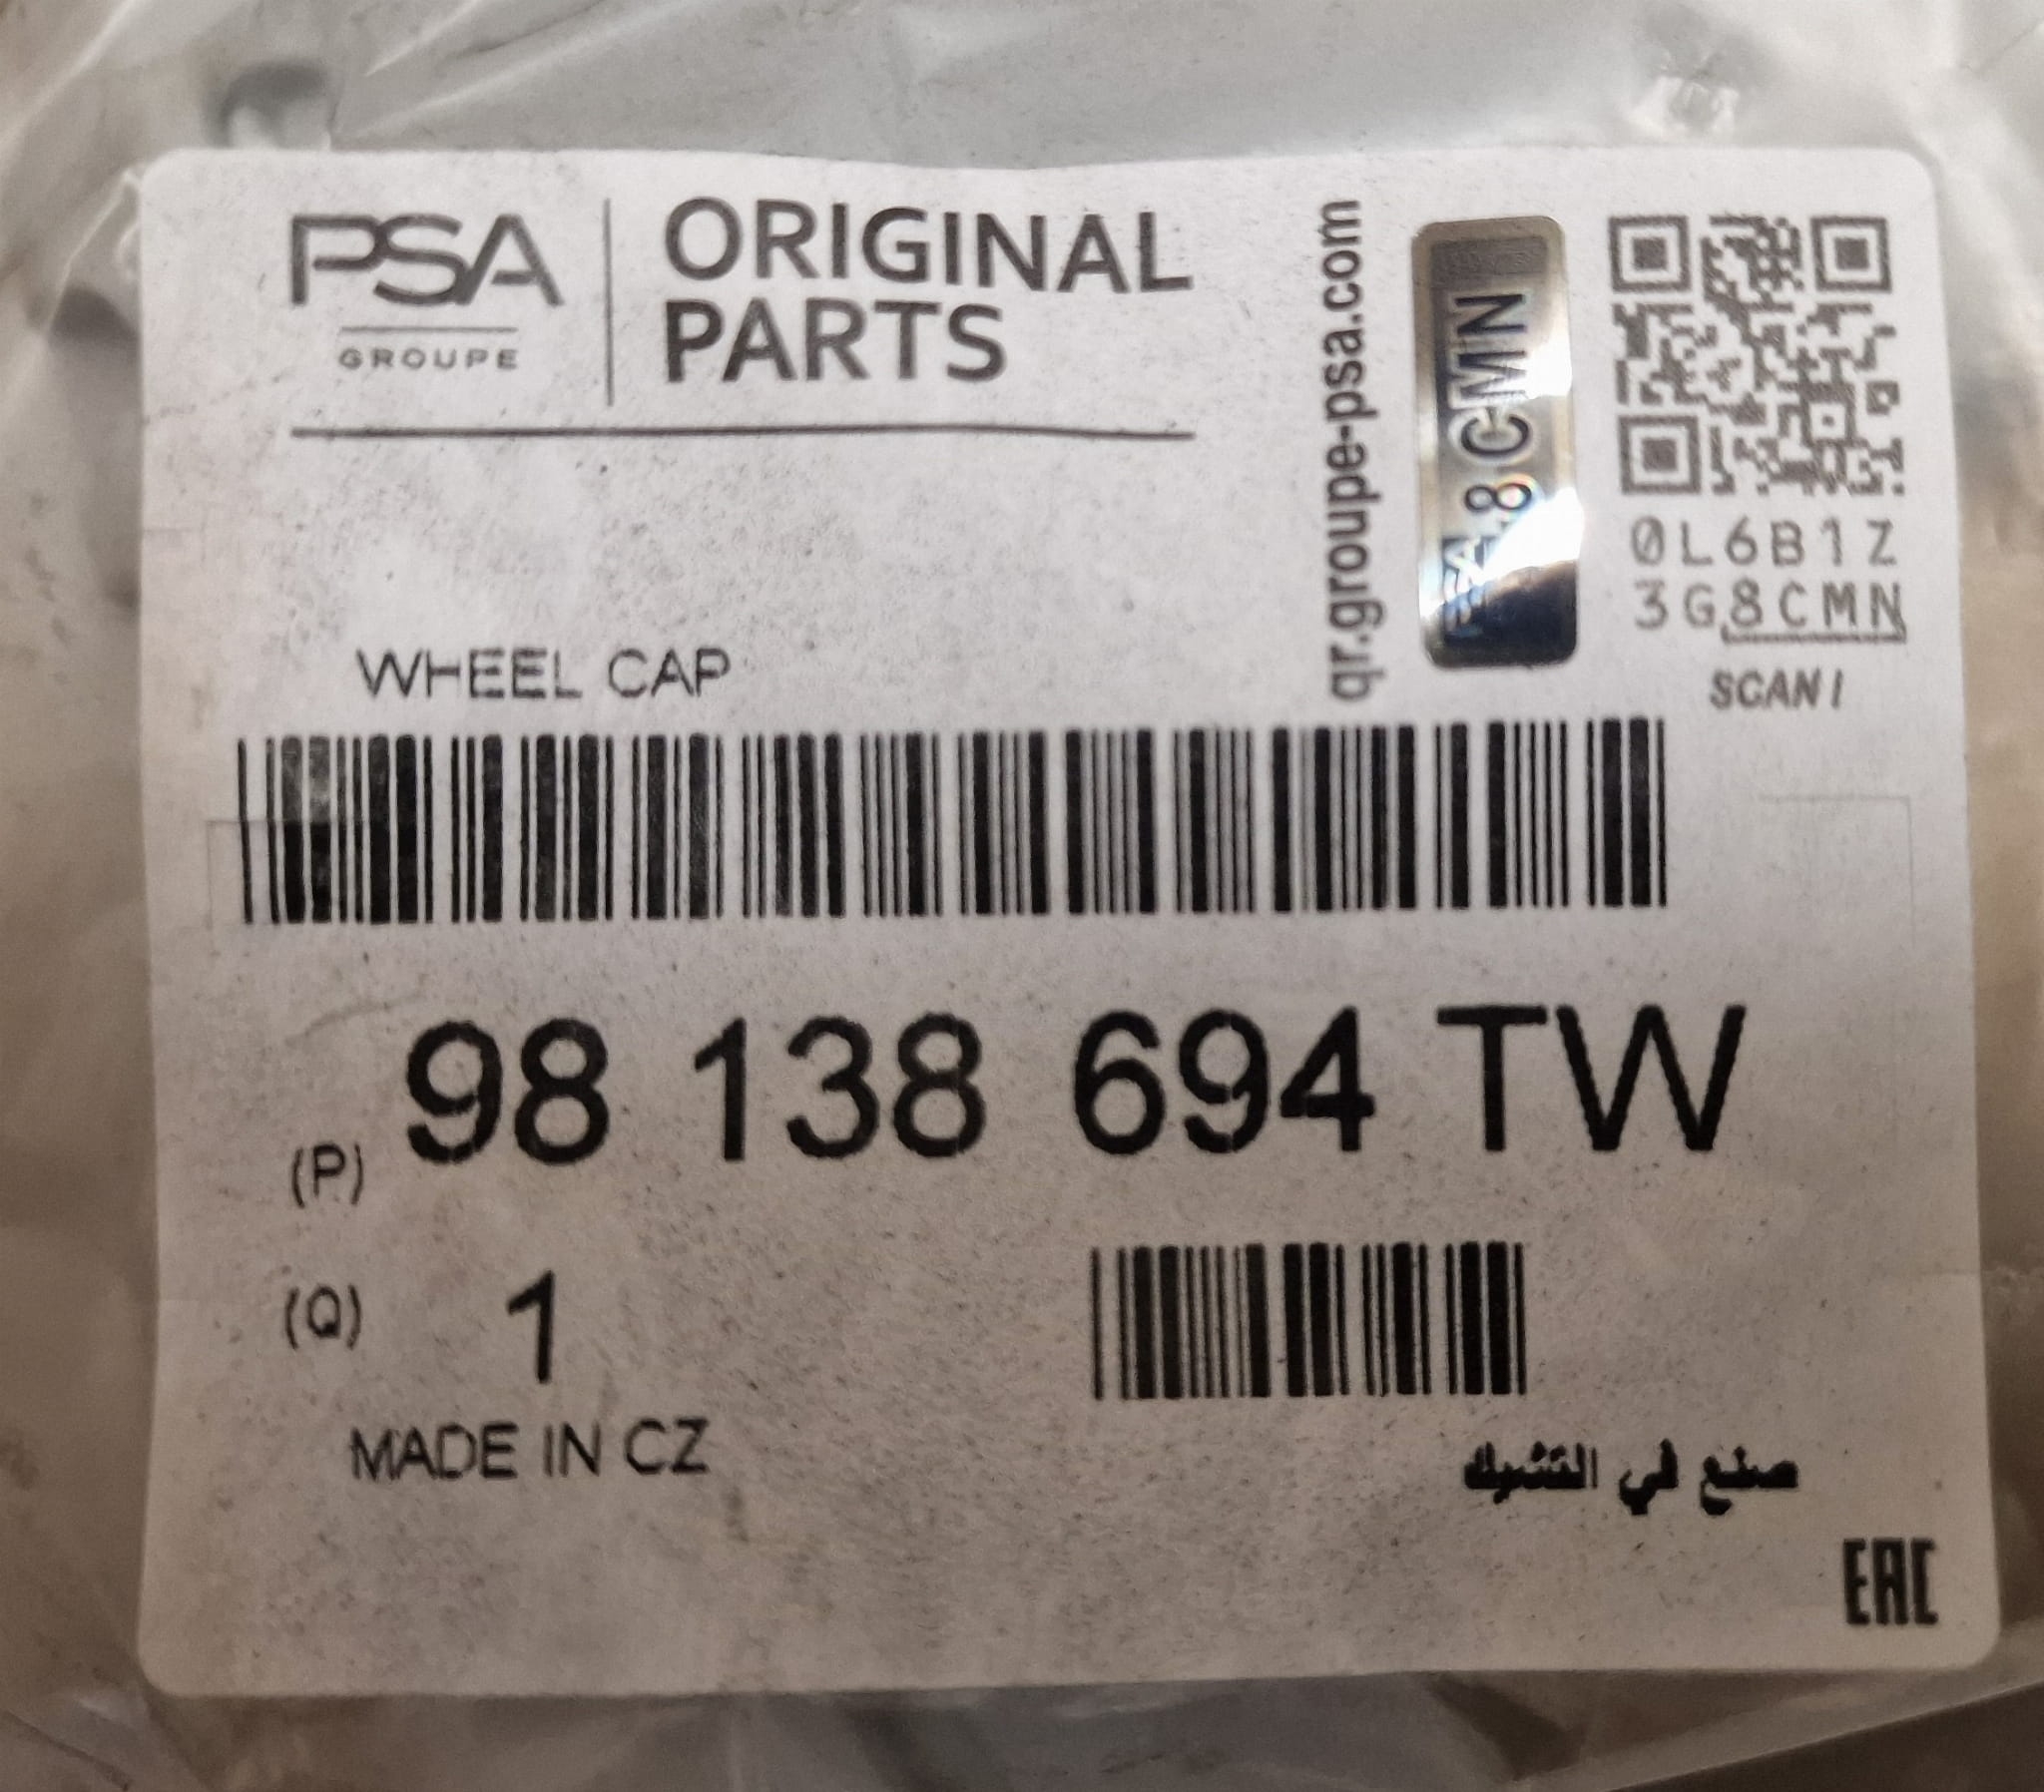 PSA
GROUPE
ORIGINAL
PARTS
qr.groupe-psa.com
8CMN
0L6B1Z
3G8CMN
SCAN!
WHEEL CAP
(P) 98 138 694 TW
(Q) 1
MADE IN CZ
صنع في التشيك
EAC